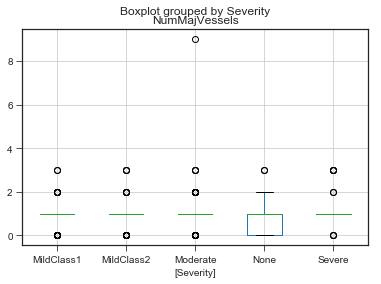 Boxplot grouped by Severity
NumMajVessels
8
6
4
2
0
MildClass1 MildClass2 Moderate None Severe
[Severity]